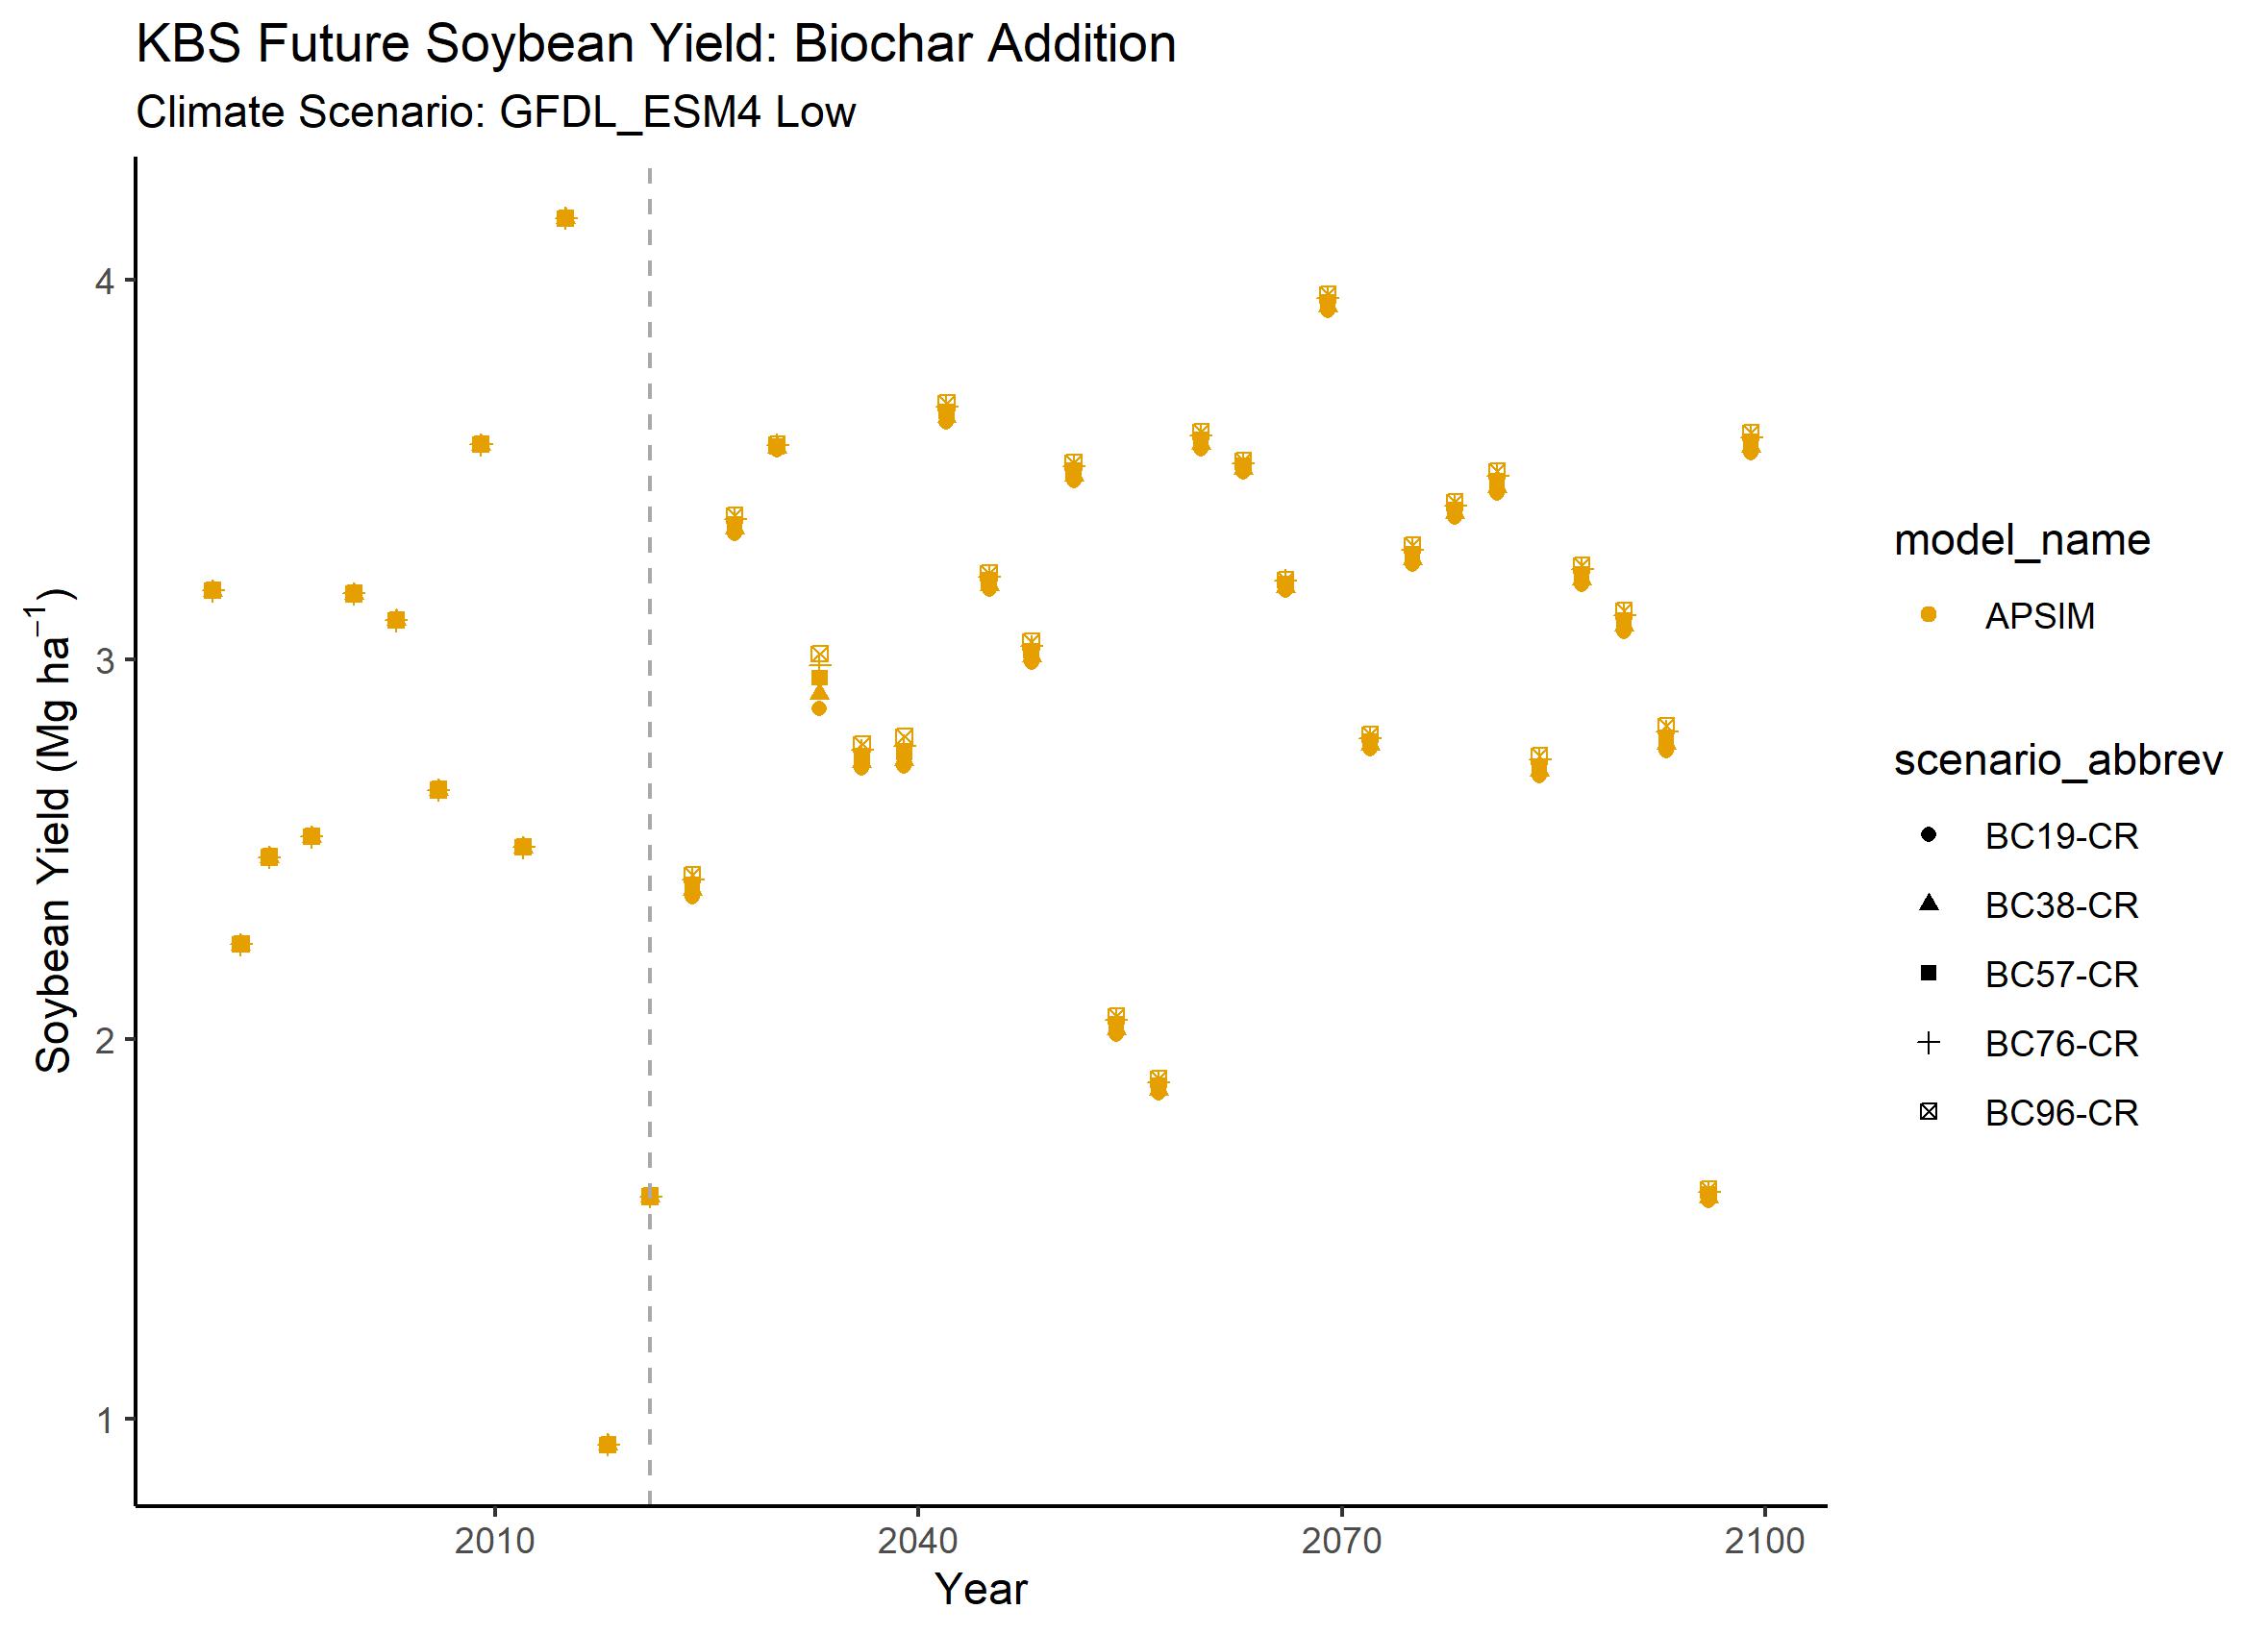 KBS Future Soybean Yield: Biochar Addition
Climate Scenario: GFDL_ESM4 Low
Soybean Yield (Mg ha⁻¹)
4
3
2
1
2010 2040 2070 2100
Year
model_name
APSIM
scenario_abbrev
BC19-CR
BC38-CR
BC57-CR
BC76-CR
BC96-CR